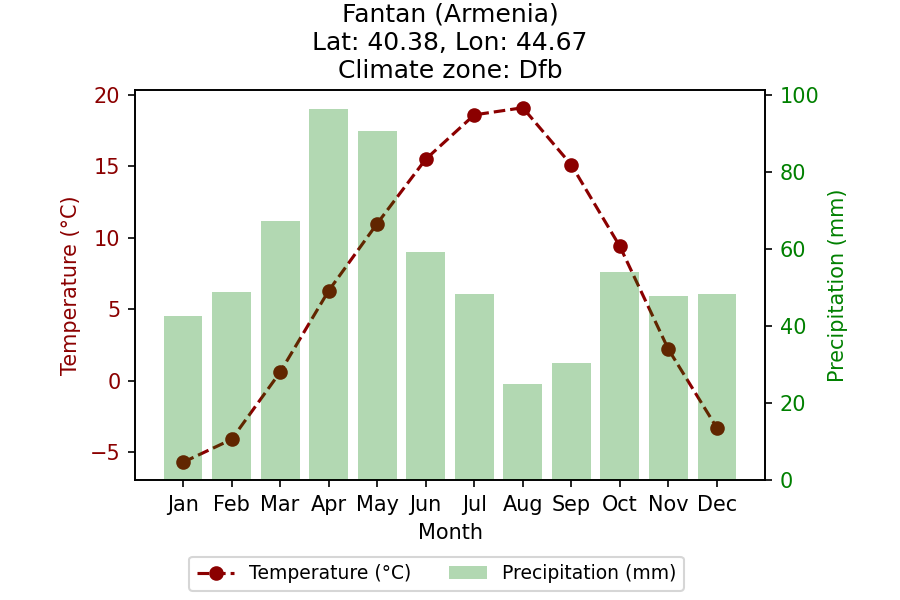 Fantan (Armenia)
Lat: 40.38, Lon: 44.67
Climate zone: Dfb
20
15
10
5
0
−5
Temperature (°C)
100
80
60
40
20
0
Precipitation (mm)
Jan Feb Mar Apr May Jun Jul Aug Sep Oct Nov Dec
Month
Temperature (°C) Precipitation (mm)